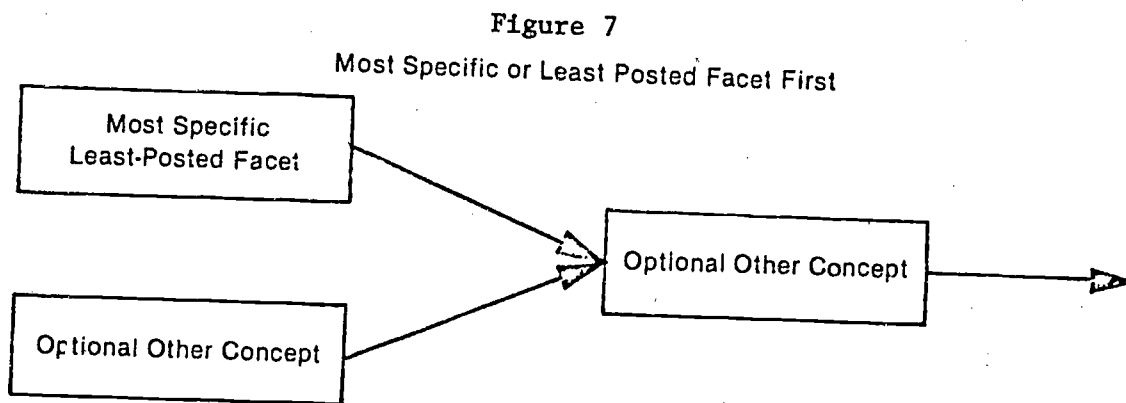 Figure 7
Most Specific or Least Posted Facet First
Most Specific
Least-Posted Facet
Optional Other Concept
Optional Other Concept